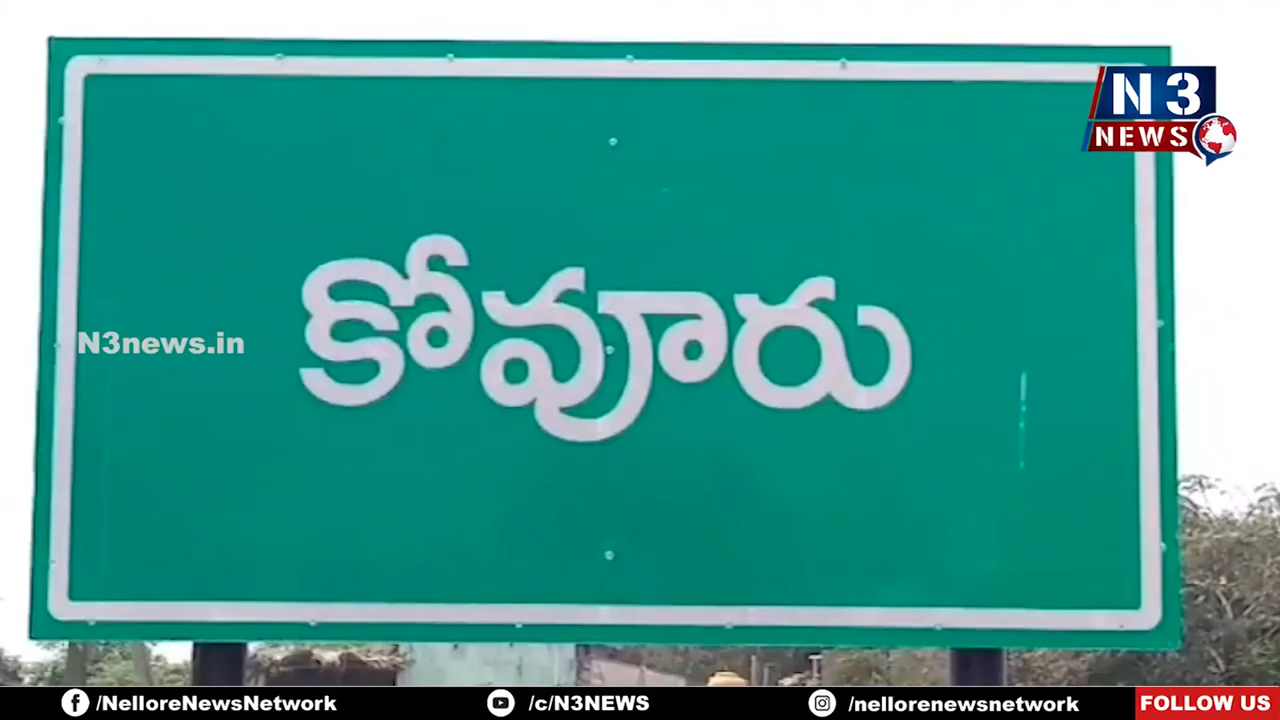 N3
NEWS
కోవూరు
N3news.in
/NelloreNewsNetwork
/c/N3NEWS
/nellorenewsnetwork
FOLLOW US